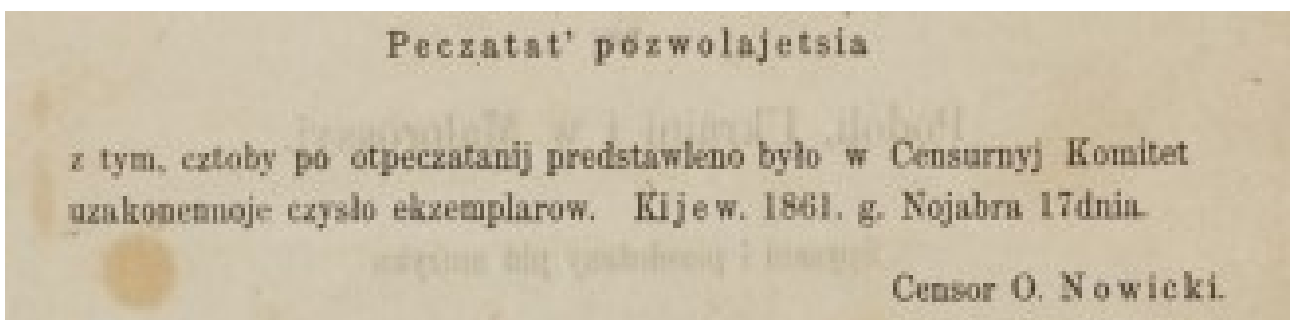 Peczatat' pozwolajetsia
z tym, cztoby po otpeczatanij predstawleno było w Censurnyj Komitet
uzakonennoje czysło ekzemplarow. Kijew. 1861. g. Nojabra 17dnia.
Censor O. Nowicki.